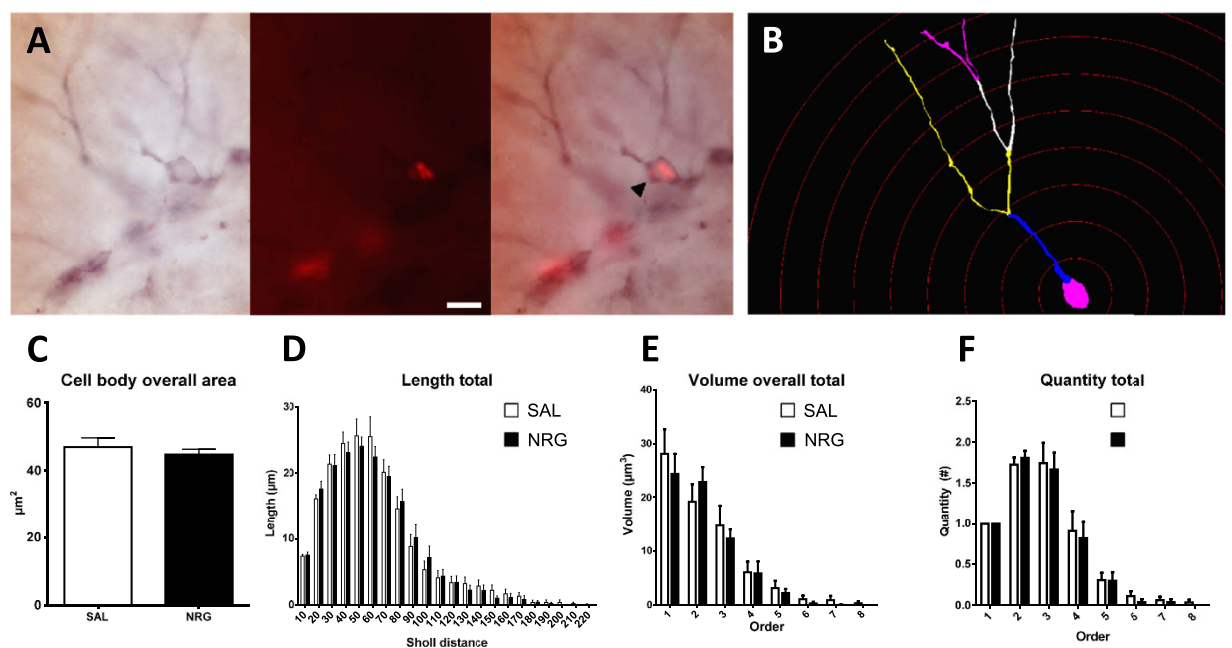 A
B
C
Cell body overall area
60
40
20
0
µm²
SAL
NRG
D
Length total
SAL
NRG
30
20
10
0
Length (µm)
10 20 30 40 50 60 70 80 90 100 110 120 130 140 150 160 170 180 190 200 210 220
Sholl distance
E
Volume overall total
SAL
NRG
40
30
20
10
0
Volume (µm³)
1 2 3 4 5 6 7 8
Order
F
Quantity total
2.5
2.0
1.5
1.0
0.5
0.0
Quantity (#)
1 2 3 4 5 6 7 8
Order